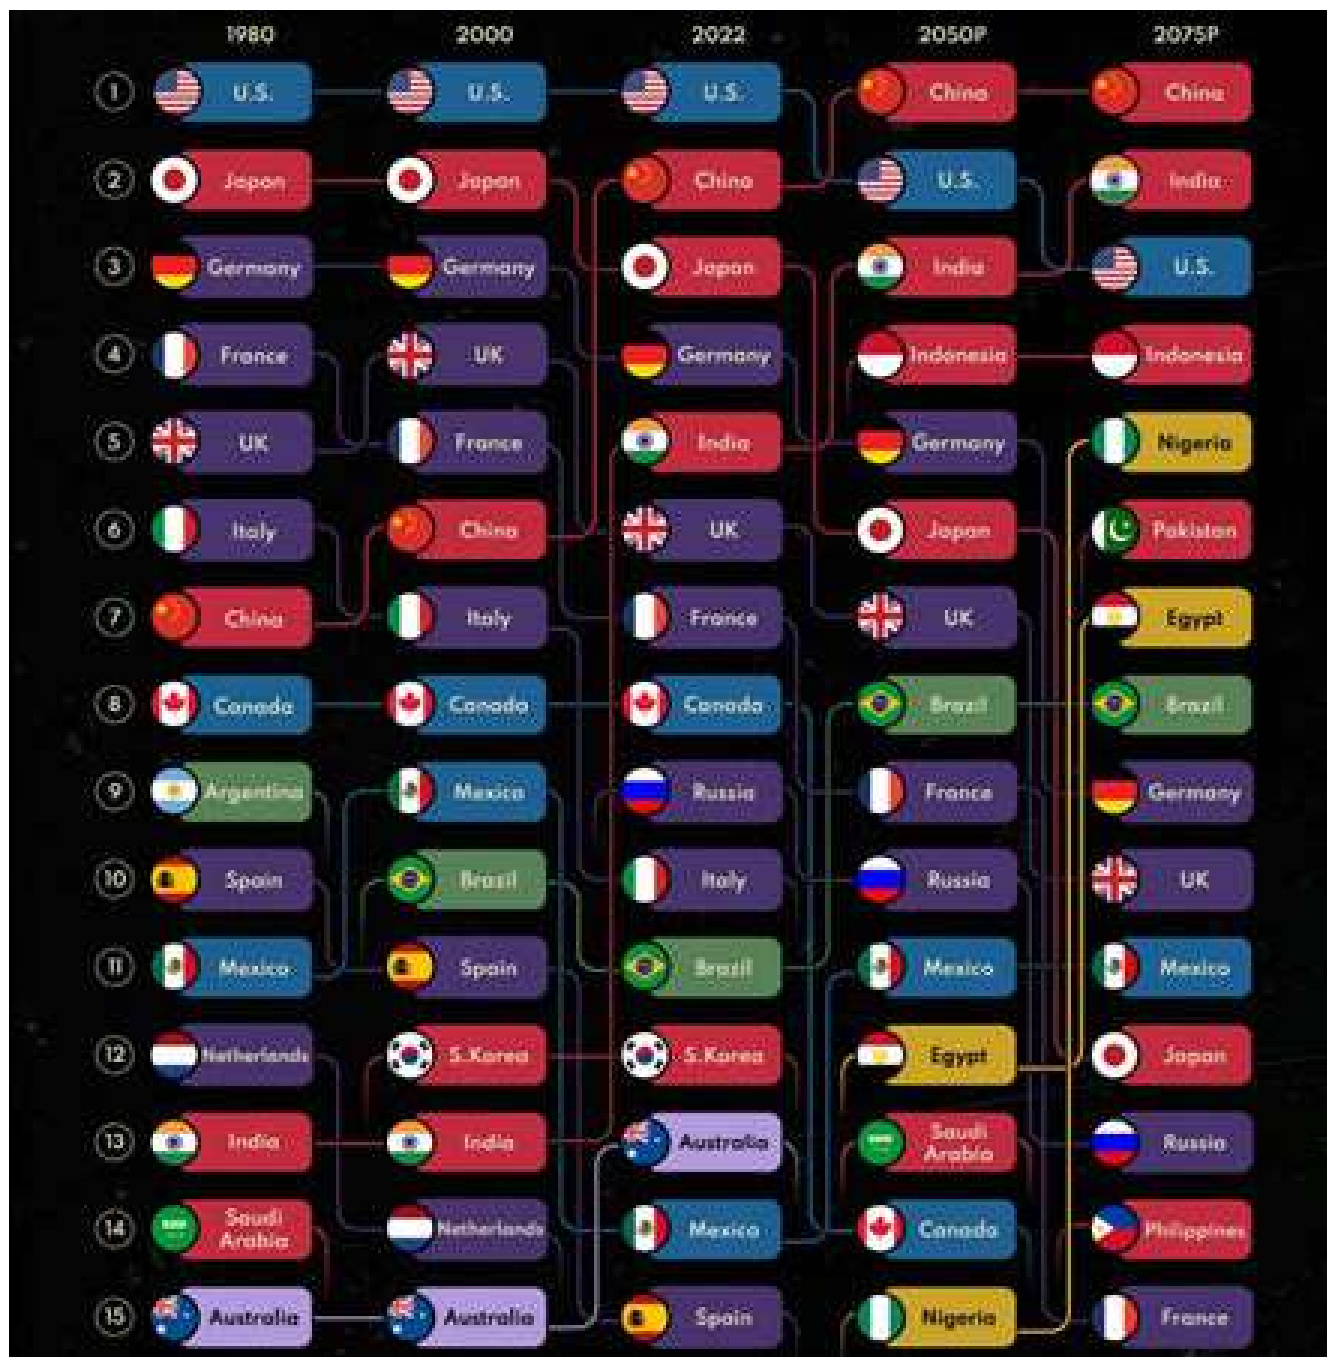 1980 2000 2022 2050P 2075P
1 U.S. U.S. U.S. China China
2 Japan Japan China U.S. India
3 Germany Germany Japan India U.S.
4 France UK Germany Indonesia Indonesia
5 UK France India Germany Nigeria
6 Italy China UK Japan Pakistan
7 China Italy France UK Egypt
8 Canada Canada Canada Brazil Brazil
9 Argentina Mexico Russia France Germany
10 Spain Brazil Italy Russia UK
11 Mexico Spain Brazil Mexico Mexico
12 Netherlands S.Korea S.Korea Egypt Japan
13 India India Australia Saudi Arabia Russia
14 Saudi Arabia Netherlands Mexico Canada Philippines
15 Australia Australia Spain Nigeria France